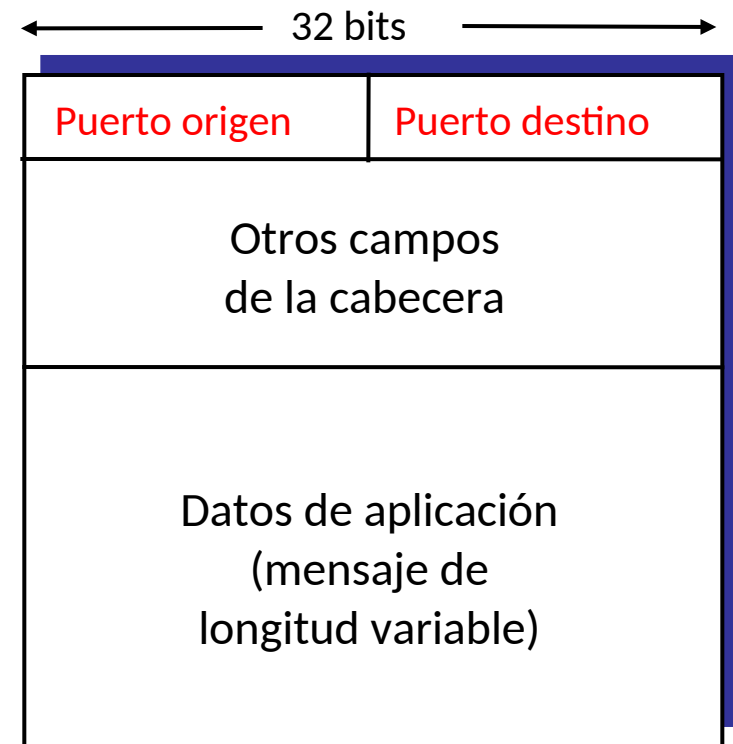 32 bits
Puerto origen
Puerto destino
Otros campos
de la cabecera
Datos de aplicación
(mensaje de
longitud variable)